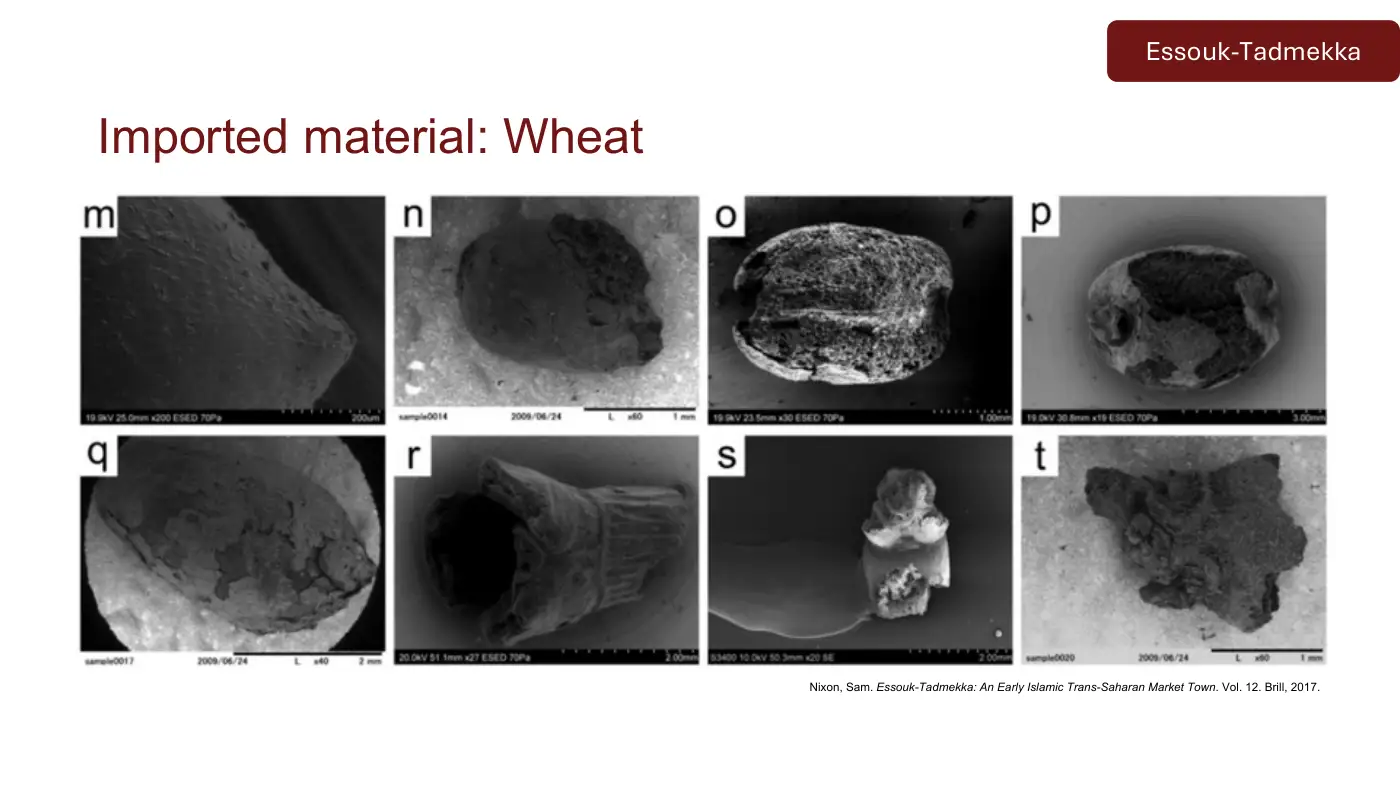 Essouk-Tadmekka
Imported material: Wheat
m
n
o
p
19.9kV 25.0mm x200 ESED 70Pa 200um
sample0014 2009/06/24 L x60 1 mm
19.9kV 23.5mm x30 ESED 70Pa 1.00mm
19.0kV 30.8mm x19 ESED 70Pa 3.00mm
q
r
s
t
sample0017 2009/06/24 L x40 2 mm
20.0kV 51.1mm x27 ESED 70Pa 2.00mm
S3400 10.0kV 50.3mm x20 SE 2.00mm
sample0020 2009/06/24 L x60 1 mm
Nixon, Sam. Essouk-Tadmekka: An Early Islamic Trans-Saharan Market Town. Vol. 12. Brill, 2017.